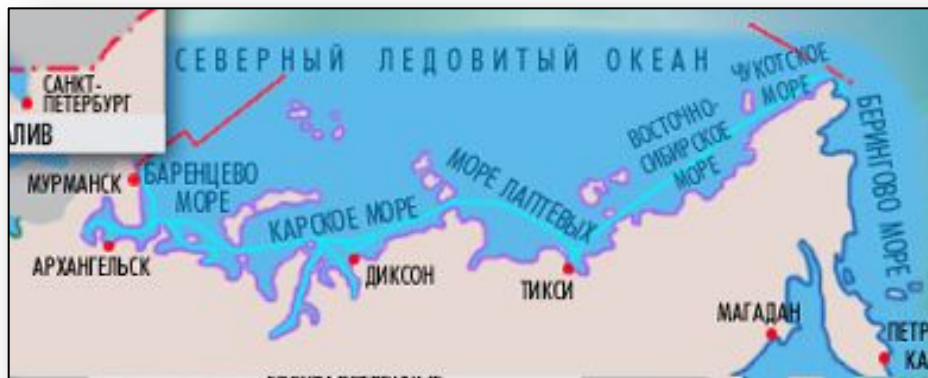 СЕВЕРНЫЙ ЛЕДОВИТЫЙ ОКЕАН
САНКТ-
ПЕТЕРБУРГ
ЛИВ
МУРМАНСК
БАРЕНЦЕВО
МОРЕ
КАРСКОЕ МОРЕ
МОРЕ ЛАПТЕВЫХ
ВОСТОЧНО-
СИБИРСКОЕ
МОРЕ
ЧУКОТСКОЕ
МОРЕ
БЕРИНГОВО МОРЕ
АРХАНГЕЛЬСК
ДИКСОН
ТИКСИ
МАГАДАН
ПЕТР
КА